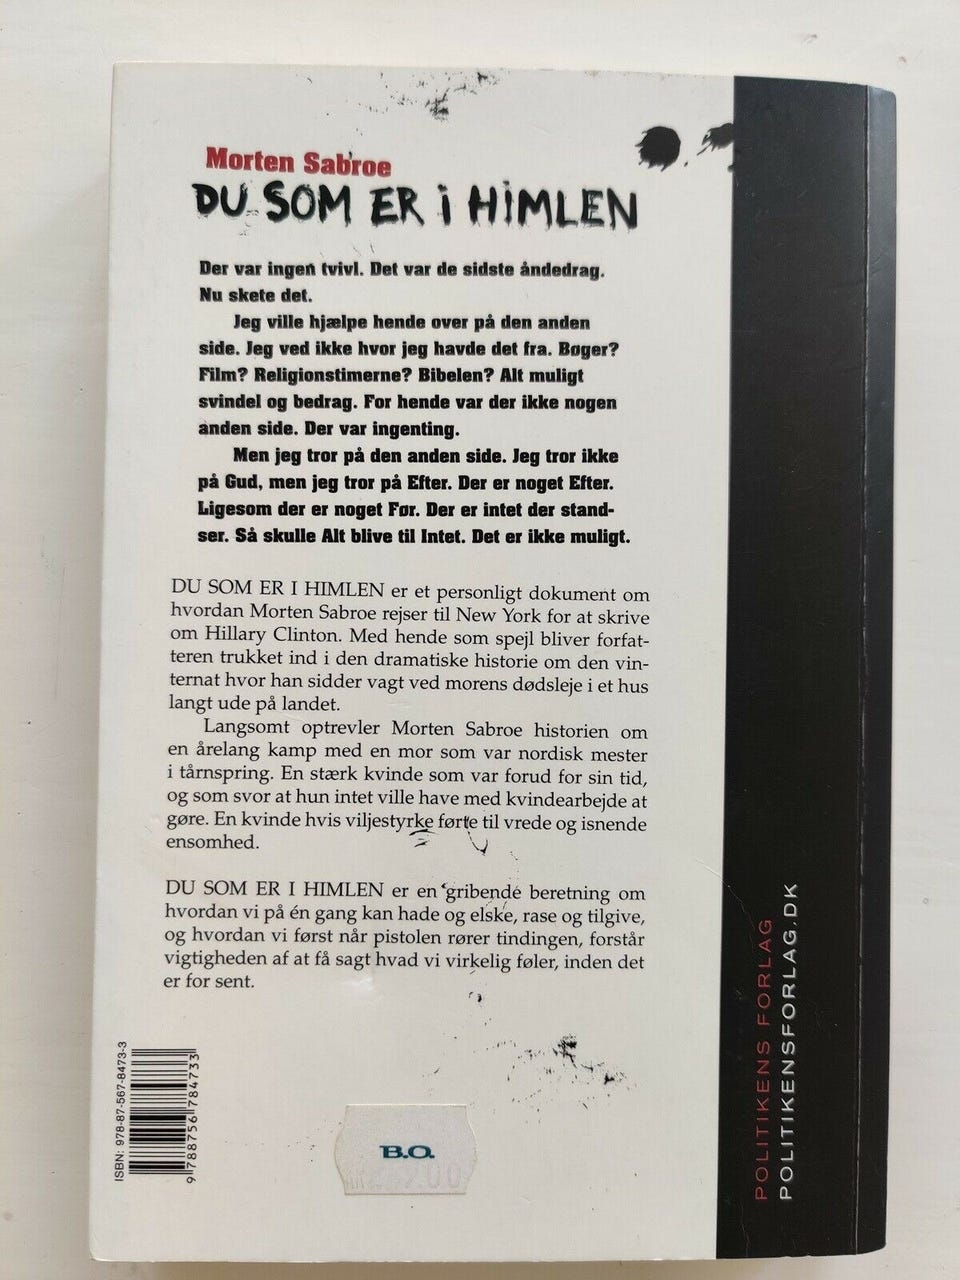 Morten Sabroe
DU SOM ER i HIMLEN
Der var ingen tvivl. Det var de sidste åndedrag.
Nu skete det.
Jeg ville hjælpe hende over på den anden
side. Jeg ved ikke hvor jeg havde det fra. Bøger?
Film? Religionstimerne? Bibelen? Alt muligt
svindel og bedrag. For hende var der ikke nogen
anden side. Der var ingenting.
Men jeg tror på den anden side. Jeg tror ikke
på Gud, men jeg tror på Efter. Der er noget Efter.
Ligesom der er noget Før. Der er intet der stand-
ser. Så skulle Alt blive til Intet. Det er ikke muligt.
DU SOM ER I HIMLEN er et personligt dokument om
hvordan Morten Sabroe rejser til New York for at skrive
om Hillary Clinton. Med hende som spejl bliver forfat-
teren trukket ind i den dramatiske historie om den vin-
ternat hvor han sidder vagt ved morens dødsleje i et hus
langt ude på landet.
Langsomt optrevler Morten Sabroe historien om
en årelang kamp med en mor som var nordisk mester
i tårnspring. En stærk kvinde som var forud for sin tid,
og som svor at hun intet ville have med kvindearbejde at
gøre. En kvinde hvis viljestyrke førte til vrede og isnende
ensomhed.
DU SOM ER I HIMLEN er en gribende beretning om
hvordan vi på én gang kan hade og elske, rase og tilgive,
og hvordan vi først når pistolen rører tindingen, forstår
vigtigheden af at få sagt hvad vi virkelig føler, inden det
er for sent.
ISBN: 978-87-567-8473-3
9 788756 784733
B.O.
POLITIKENS FORLAG
POLITIKENSFORLAG.DK